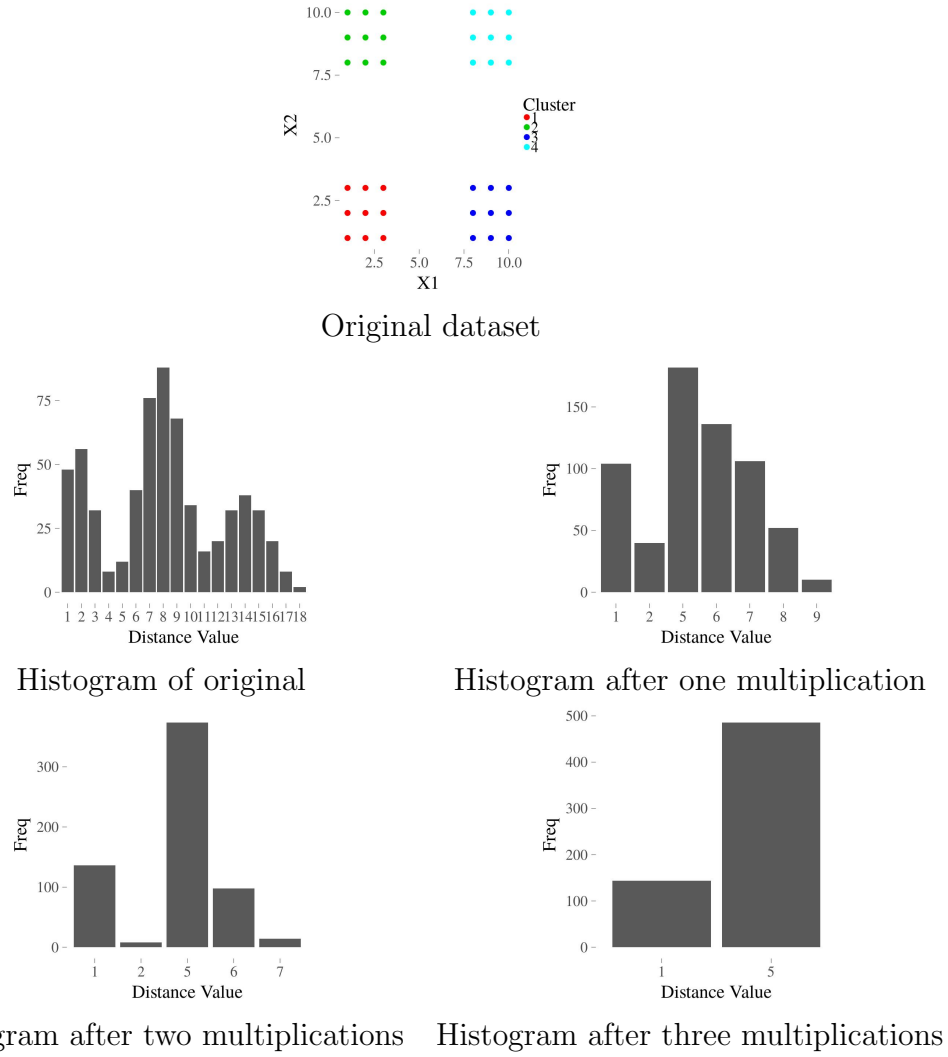 10.0
7.5
5.0
2.5
X2
2.5 5.0 7.5 10.0
X1
Cluster
1
2
3
4
Original dataset
75
50
25
0
Freq
1 2 3 4 5 6 7 8 9 10 11 12 13 14 15 16 17 18
Distance Value
Histogram of original
150
100
50
0
Freq
1 2 5 6 7 8 9
Distance Value
Histogram after one multiplication
300
200
100
0
Freq
1 2 5 6 7
Distance Value
gram after two multiplications
500
400
300
200
100
0
Freq
1 5
Distance Value
Histogram after three multiplications